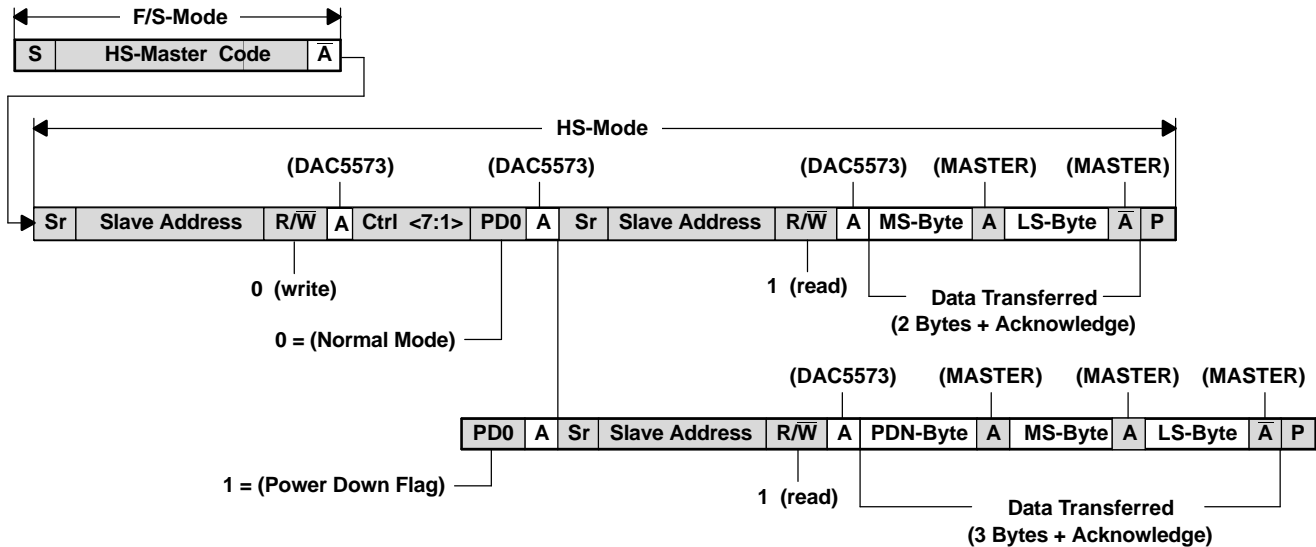 F/S-Mode
S HS-Master Code A̅
HS-Mode
(DAC5573) (DAC5573) (DAC5573) (MASTER) (MASTER)
Sr Slave Address R/W̅ A Ctrl <7:1> PD0 A Sr Slave Address R/W̅ A MS-Byte A LS-Byte A̅ P
0 (write) 1 (read) Data Transferred
(2 Bytes + Acknowledge)
0 = (Normal Mode)
(DAC5573) (MASTER) (MASTER) (MASTER)
PD0 A Sr Slave Address R/W̅ A PDN-Byte A MS-Byte A LS-Byte A̅ P
1 = (Power Down Flag) 1 (read) Data Transferred
(3 Bytes + Acknowledge)